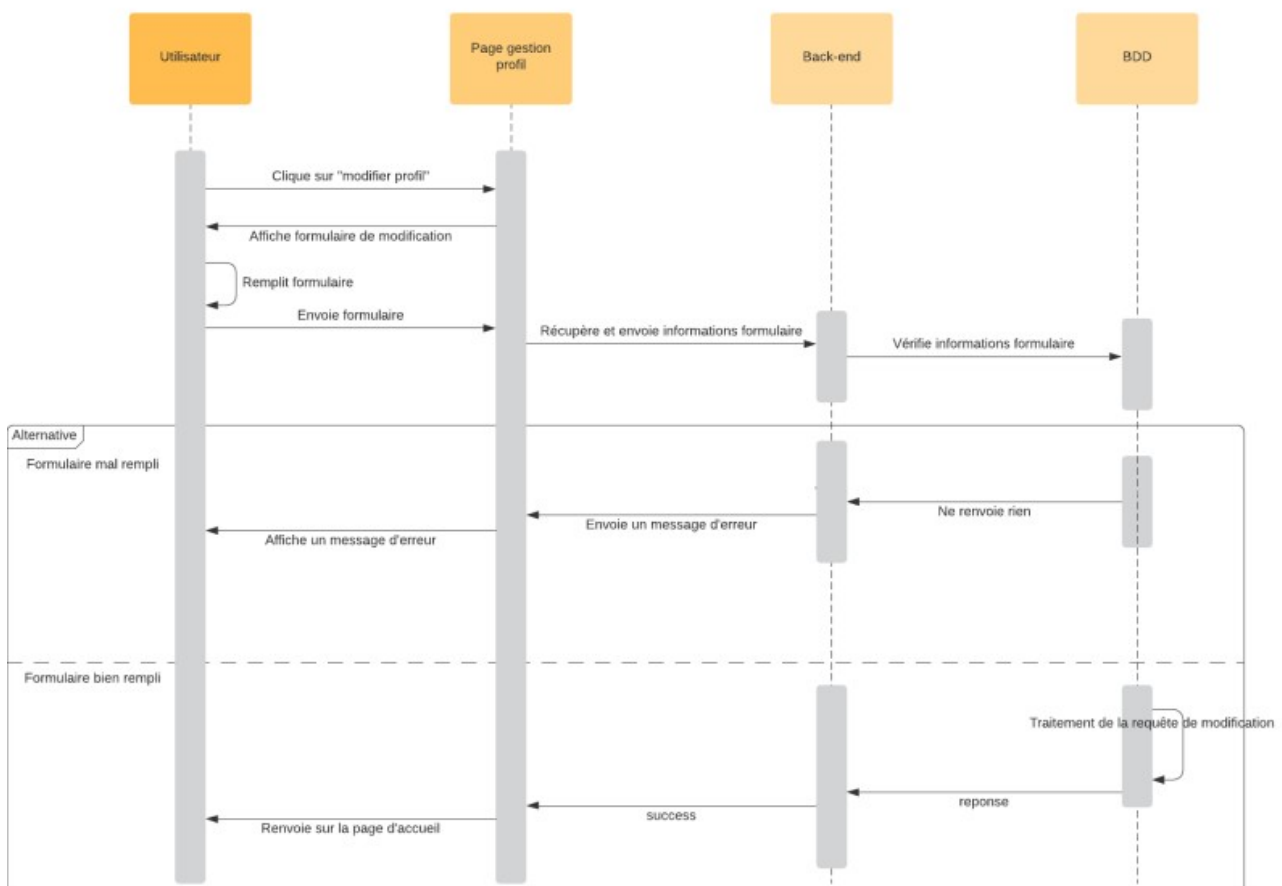 Utilisateur
Page gestion
profil
Back-end
BDD
Clique sur "modifier profil"
Affiche formulaire de modification
Remplit formulaire
Envoie formulaire
Récupère et envoie informations formulaire
Vérifie informations formulaire
Alternative
Formulaire mal rempli
Ne renvoie rien
Envoie un message d'erreur
Affiche un message d'erreur
Formulaire bien rempli
Traitement de la requête de modification
reponse
success
Renvoie sur la page d'accueil